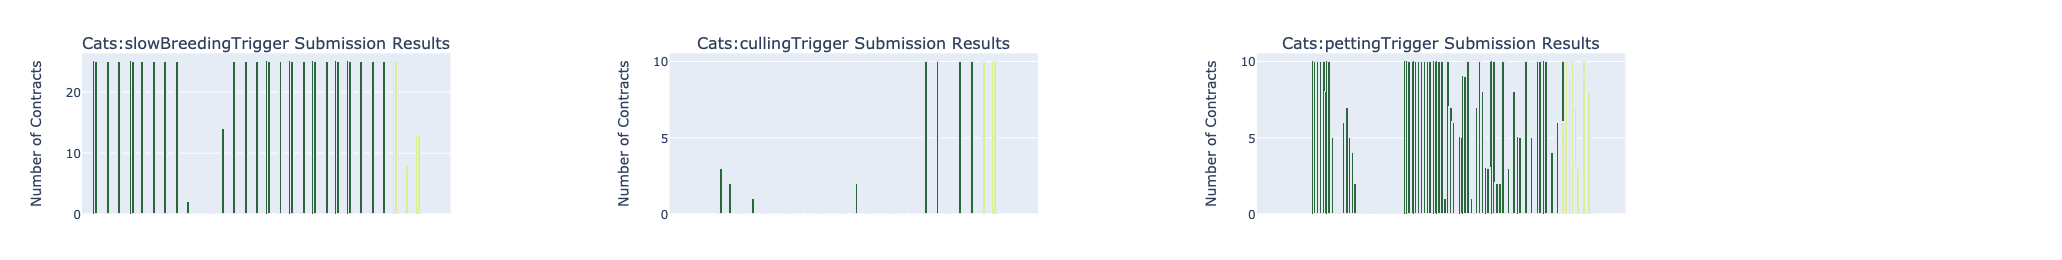 Cats:slowBreedingTrigger Submission Results
Number of Contracts
20
10
0
Cats:cullingTrigger Submission Results
Number of Contracts
10
5
0
Cats:pettingTrigger Submission Results
Number of Contracts
10
5
0